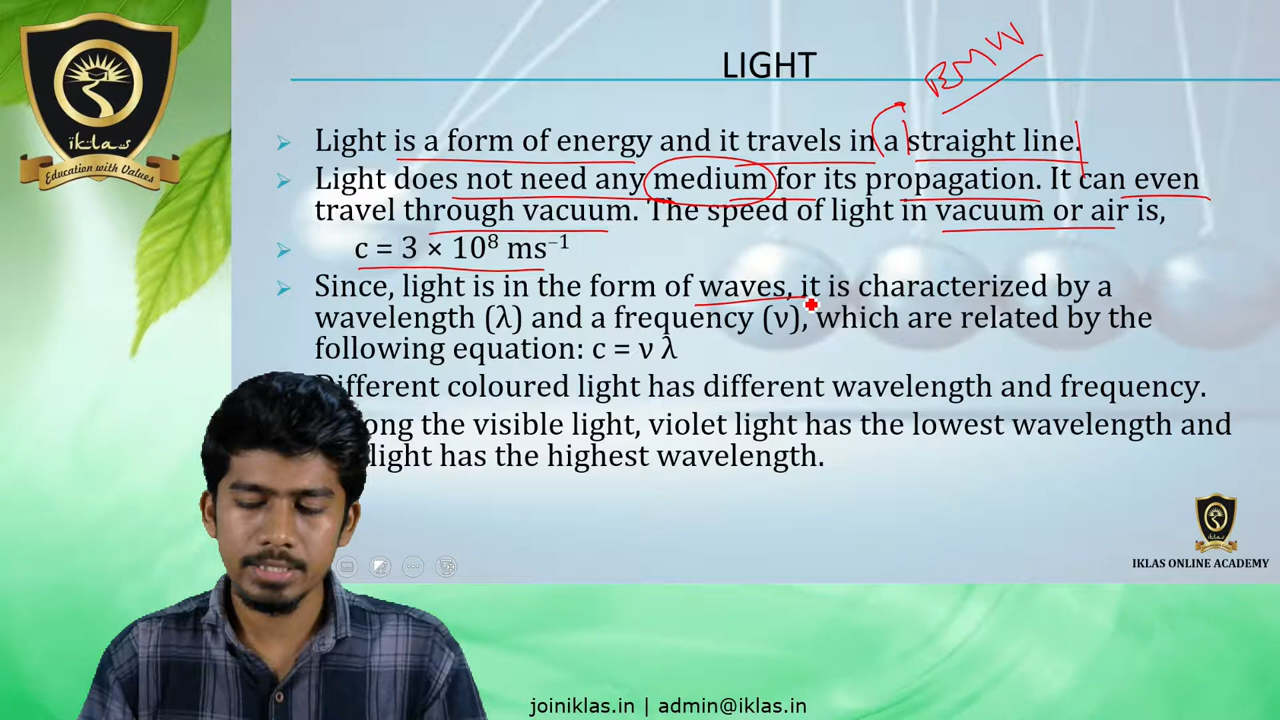 LIGHT
BMW
Light is a form of energy and it travels in a straight line.
Light does not need any medium for its propagation. It can even
travel through vacuum. The speed of light in vacuum or air is,
c = 3 × 10⁸ ms⁻¹
Since, light is in the form of waves, it is characterized by a
wavelength (λ) and a frequency (ν), which are related by the
following equation: c = ν λ
Different coloured light has different wavelength and frequency.
ong the visible light, violet light has the lowest wavelength and
light has the highest wavelength.
iklas
Education with Values
IKLAS ONLINE ACADEMY
joiniklas.in | admin@iklas.in